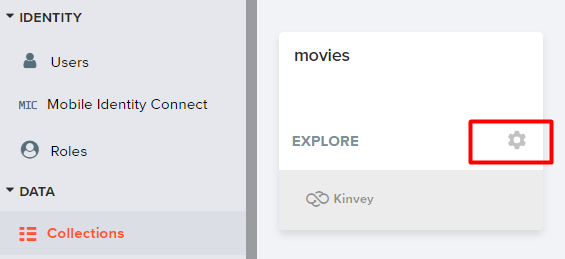 IDENTITY
Users
MIC Mobile Identity Connect
Roles
DATA
Collections
movies
EXPLORE
Kinvey